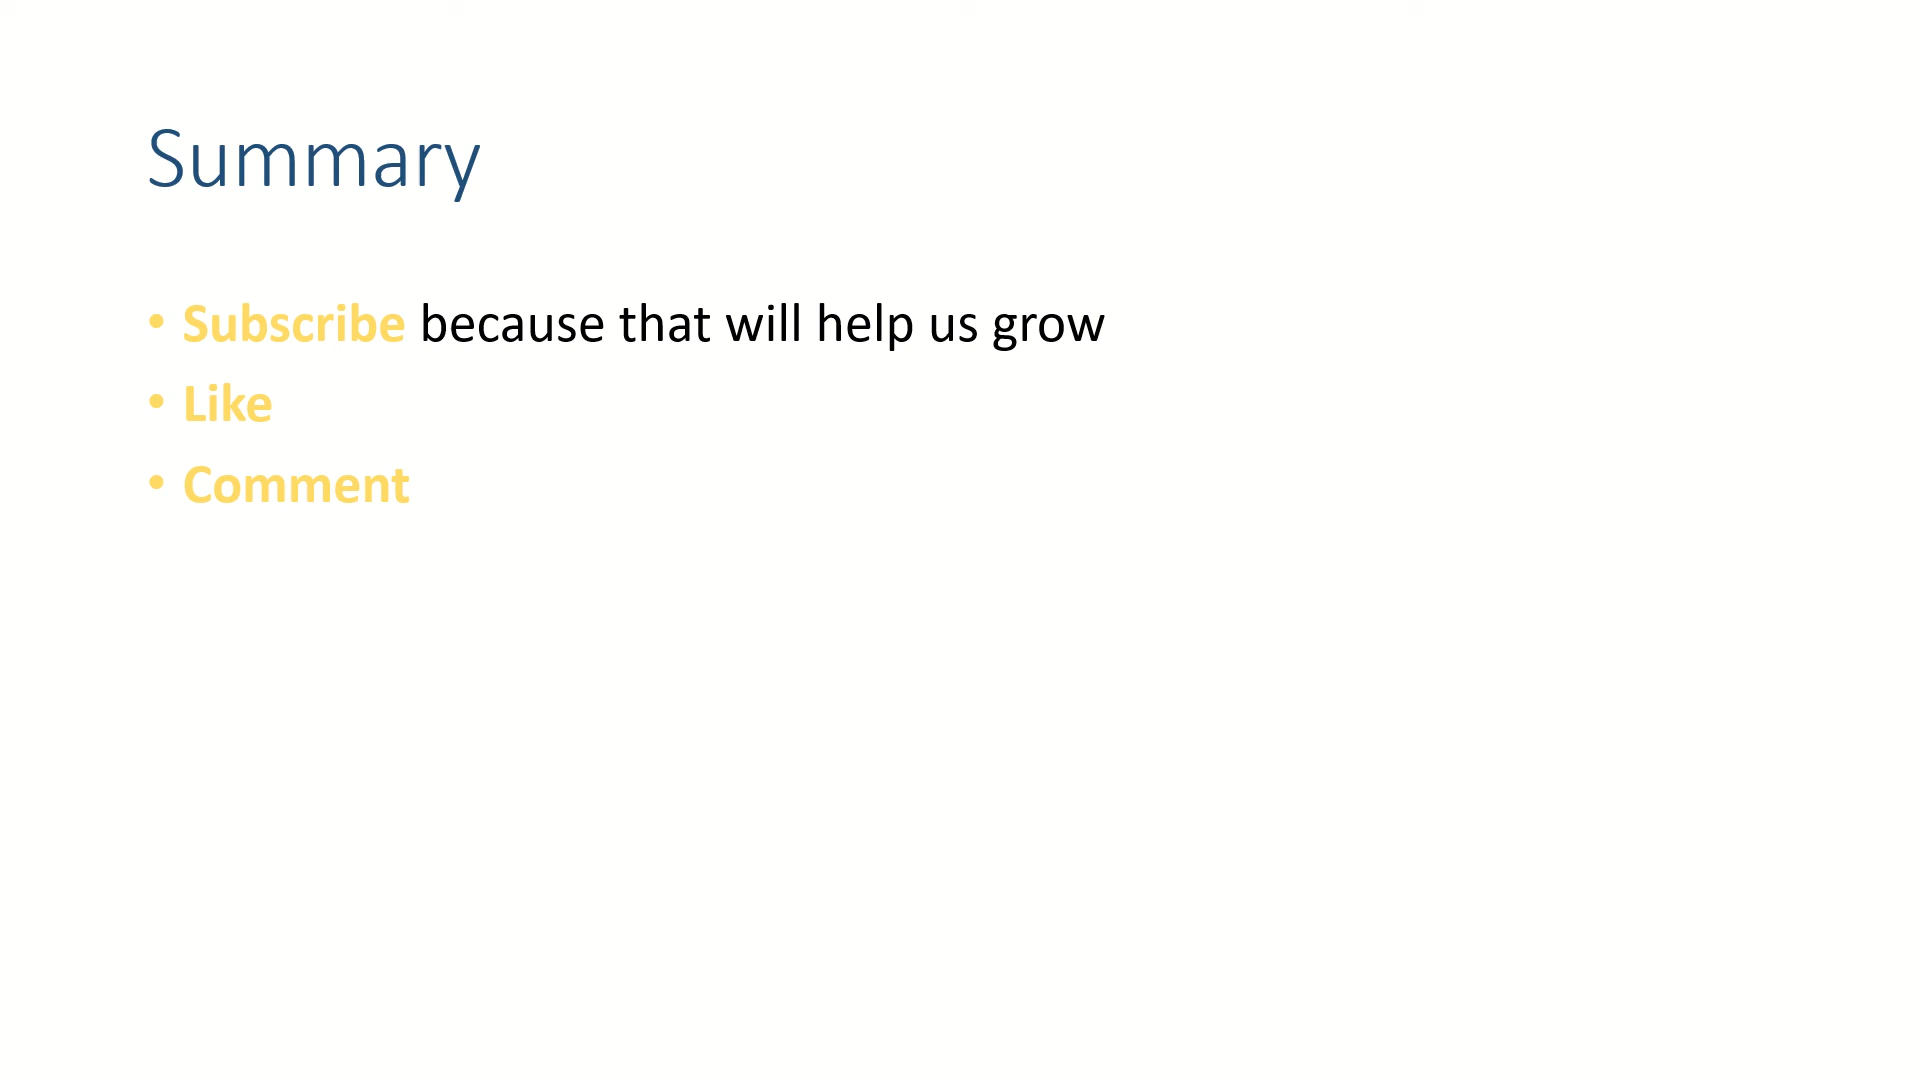 Summary
• Subscribe because that will help us grow
• Like
• Comment